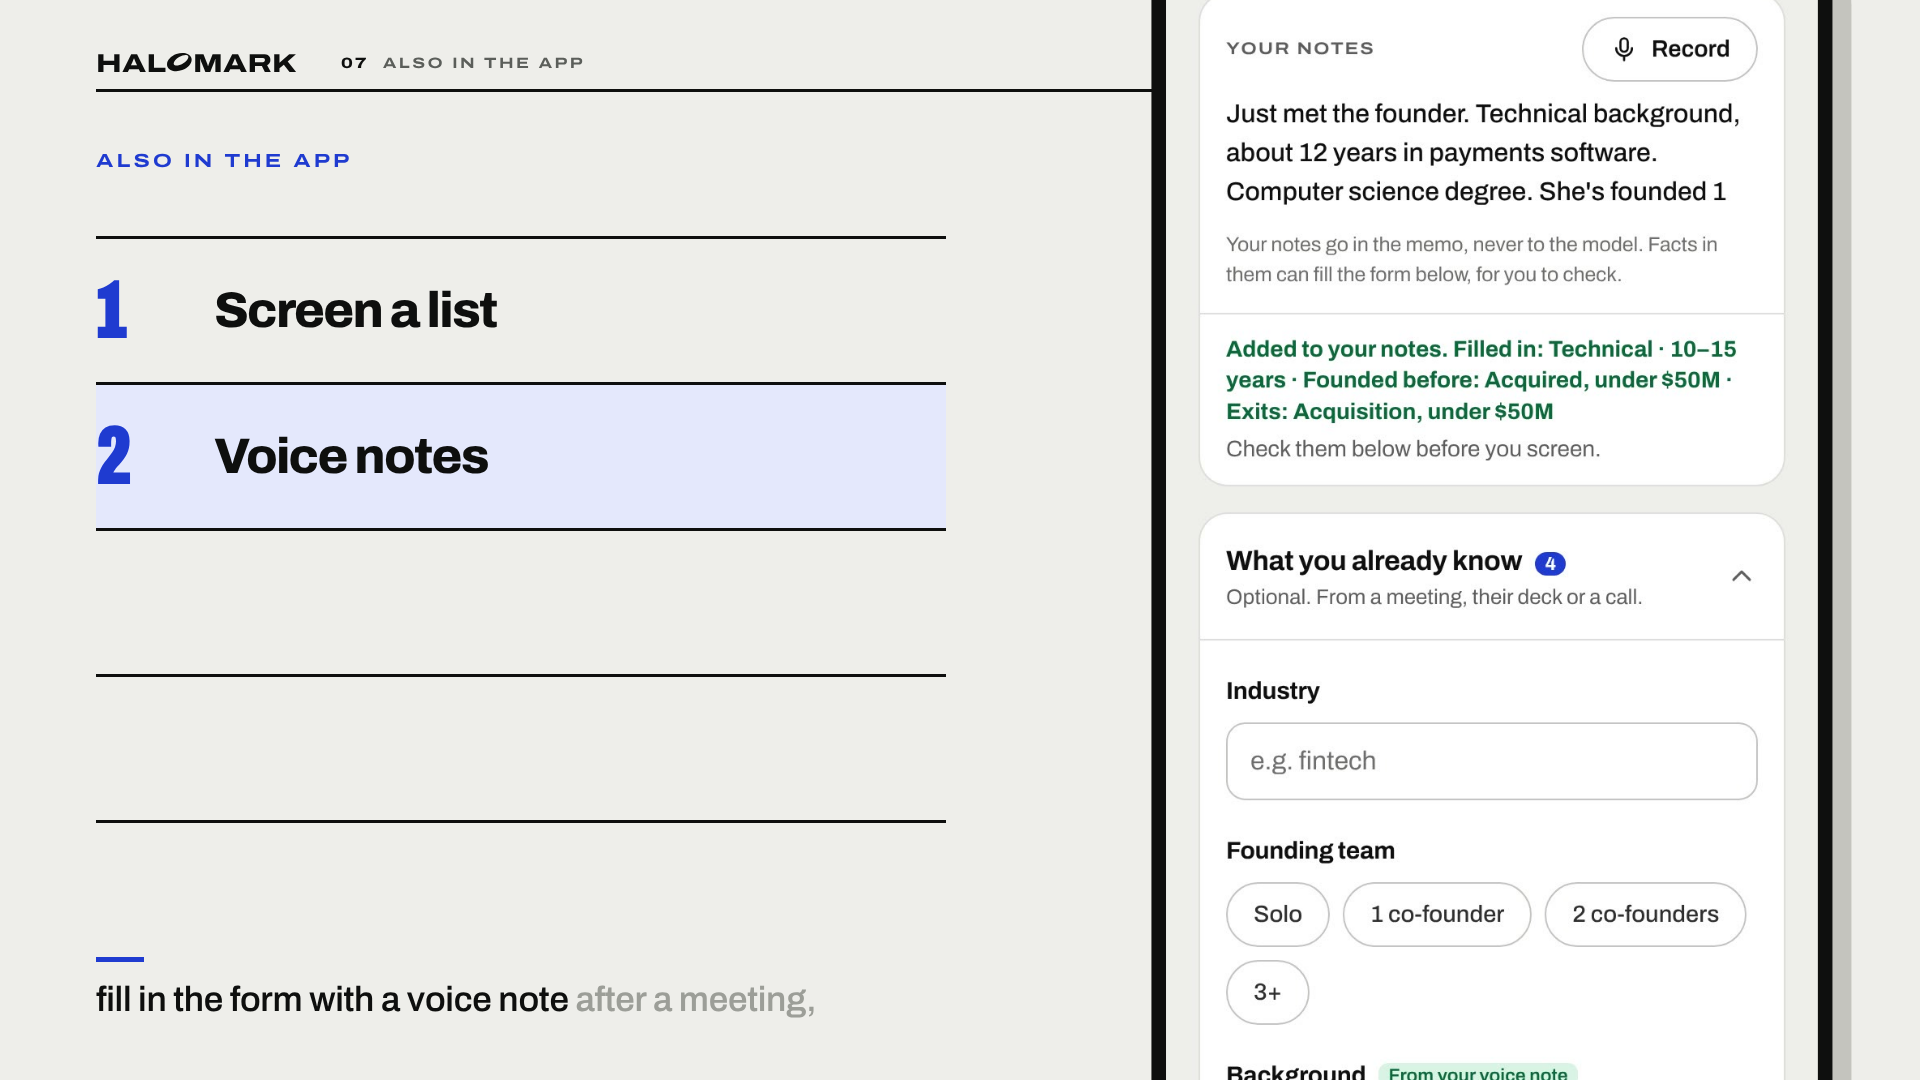 HALOMARK
07 ALSO IN THE APP
ALSO IN THE APP
1 Screen a list
2 Voice notes
fill in the form with a voice note after a meeting,
YOUR NOTES
Record
Just met the founder. Technical background,
about 12 years in payments software.
Computer science degree. She's founded 1
Your notes go in the memo, never to the model. Facts in
them can fill the form below, for you to check.
Added to your notes. Filled in: Technical · 10–15
years · Founded before: Acquired, under $50M ·
Exits: Acquisition, under $50M
Check them below before you screen.
What you already know 4
Optional. From a meeting, their deck or a call.
Industry
e.g. fintech
Founding team
Solo
1 co-founder
2 co-founders
3+
Background From your voice note